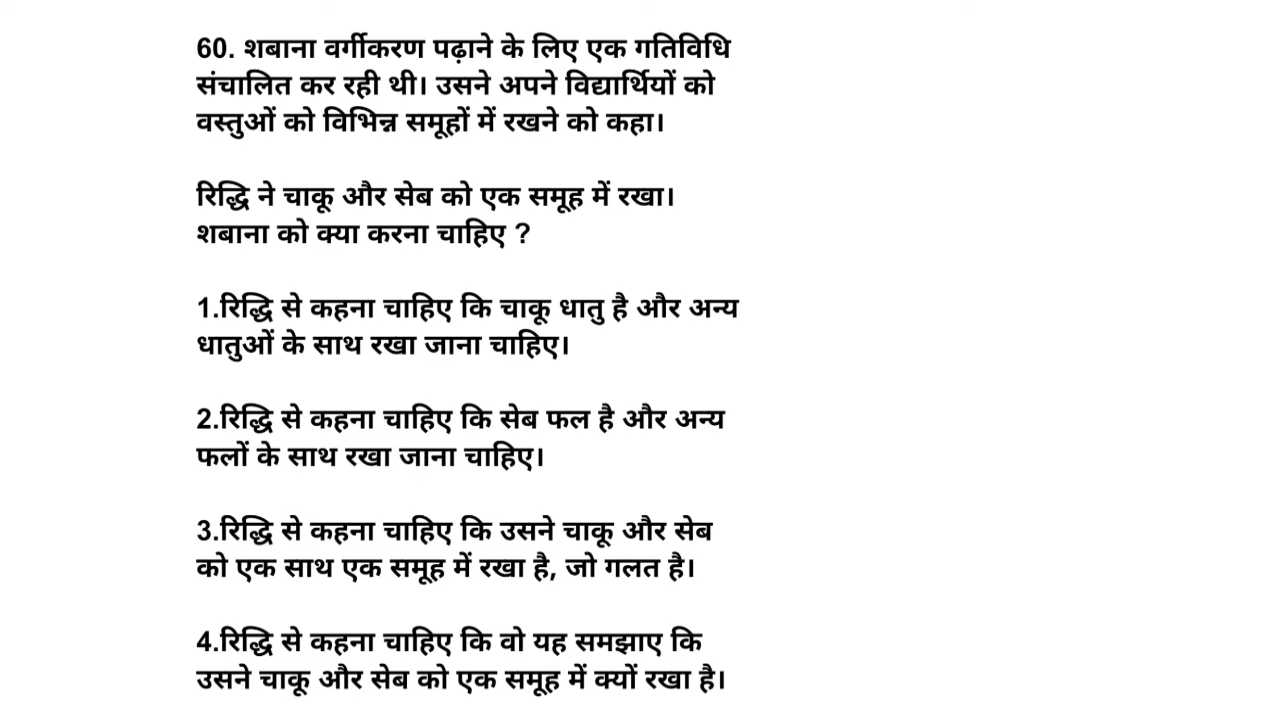 60. शबाना वर्गीकरण पढ़ाने के लिए एक गतिविधि
संचालित कर रही थी। उसने अपने विद्यार्थियों को
वस्तुओं को विभिन्न समूहों में रखने को कहा।
रिद्धि ने चाकू और सेब को एक समूह में रखा।
शबाना को क्या करना चाहिए ?
1.रिद्धि से कहना चाहिए कि चाकू धातु है और अन्य
धातुओं के साथ रखा जाना चाहिए।
2.रिद्धि से कहना चाहिए कि सेब फल है और अन्य
फलों के साथ रखा जाना चाहिए।
3.रिद्धि से कहना चाहिए कि उसने चाकू और सेब
को एक साथ एक समूह में रखा है, जो गलत है।
4.रिद्धि से कहना चाहिए कि वो यह समझाए कि
उसने चाकू और सेब को एक समूह में क्यों रखा है।